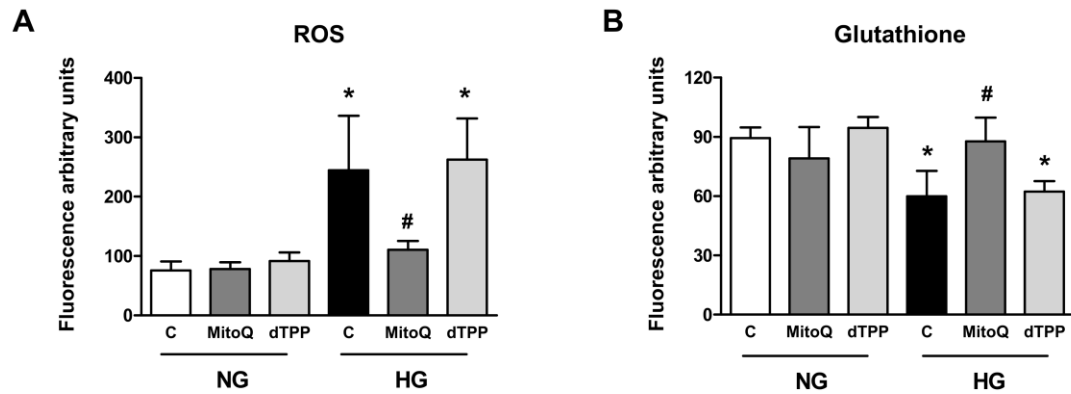 A
ROS
Fluorescence arbitrary units
400
300
200
100
0
*
#
*
C MitoQ dTPP C MitoQ dTPP
NG HG
B
Glutathione
Fluorescence arbitrary units
120
90
60
30
0
*
#
*
C MitoQ dTPP C MitoQ dTPP
NG HG